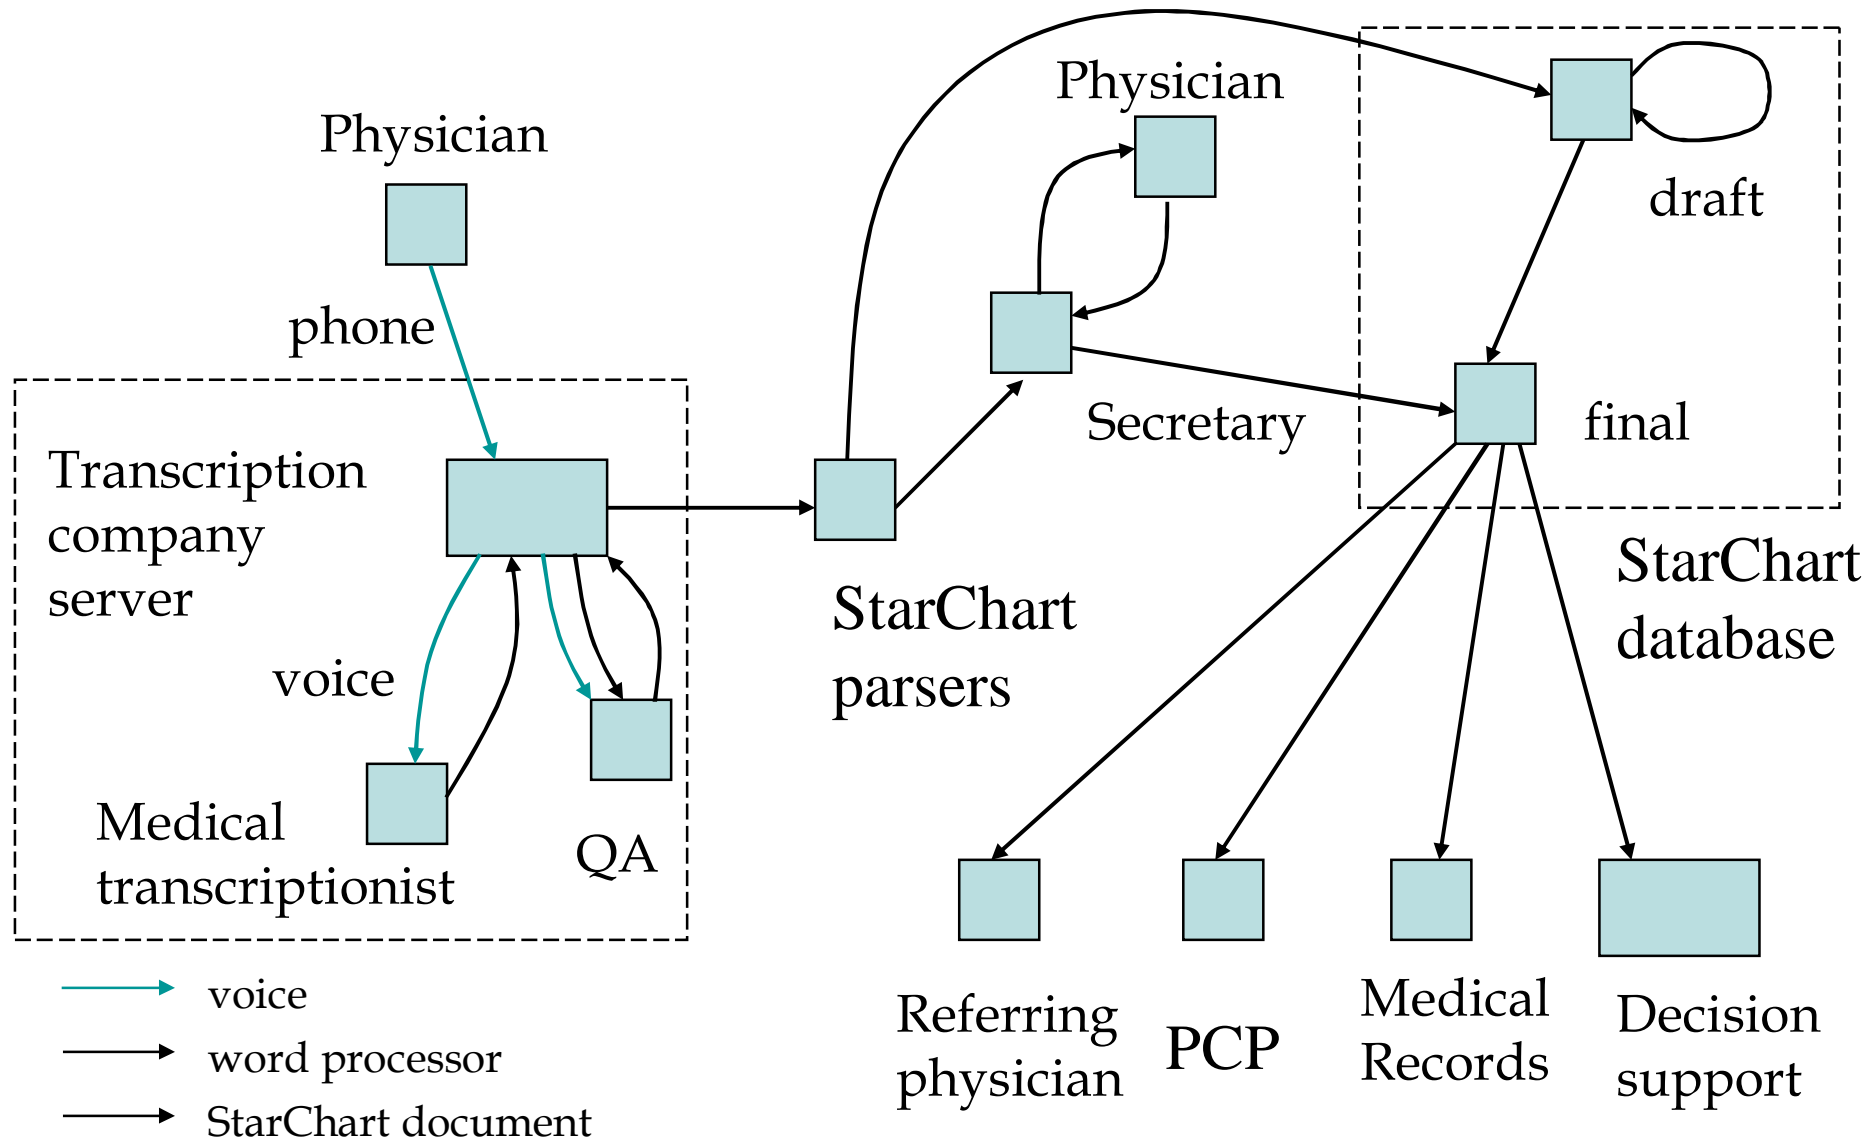 Physician
phone
Transcription
company
server
voice
Medical
transcriptionist
QA
StarChart
parsers
Physician
Secretary
draft
final
StarChart
database
Referring
physician
PCP
Medical
Records
Decision
support
voice
word processor
StarChart document